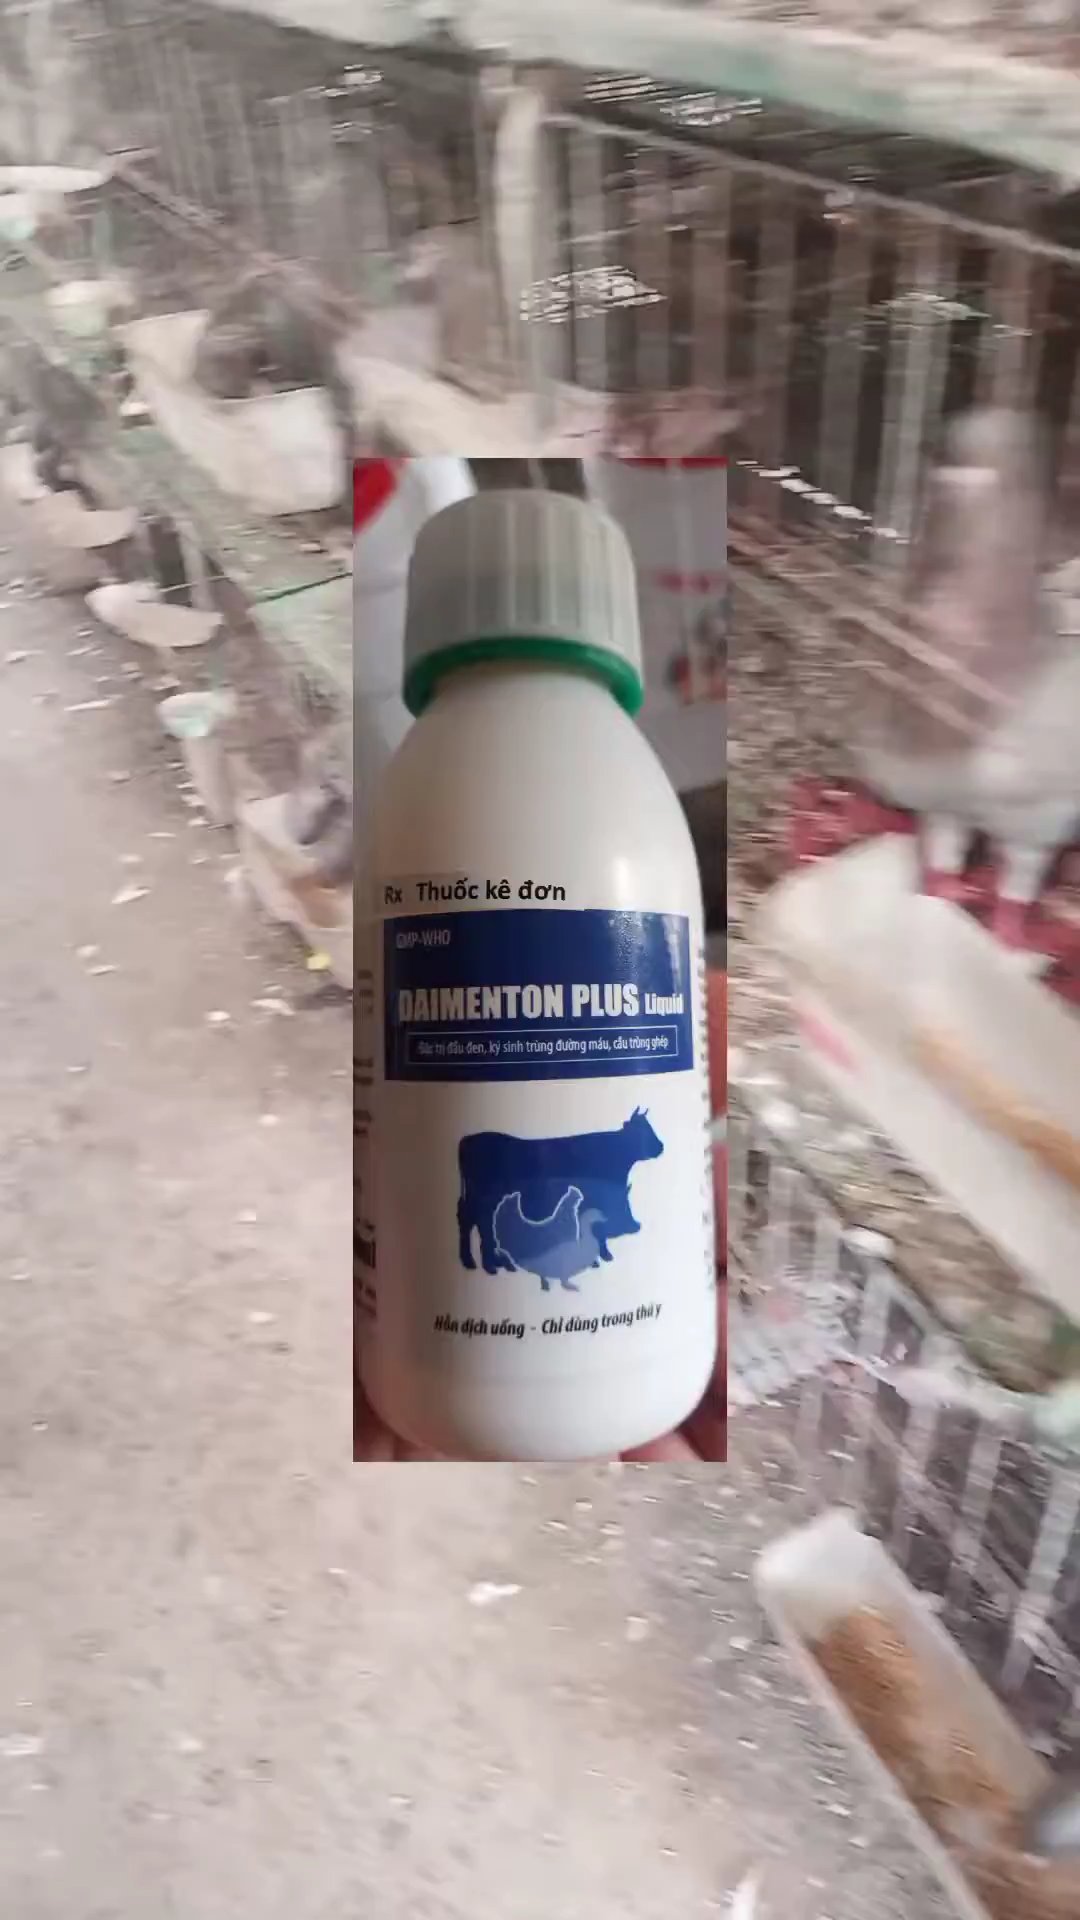 Rx Thuốc kê đơn
GMP-WHO
DAIMENTON PLUS Liquid
Đặc trị đầu đen, ký sinh trùng đường máu, cầu trùng ghép
Hỗn dịch uống - Chỉ dùng trong thú y